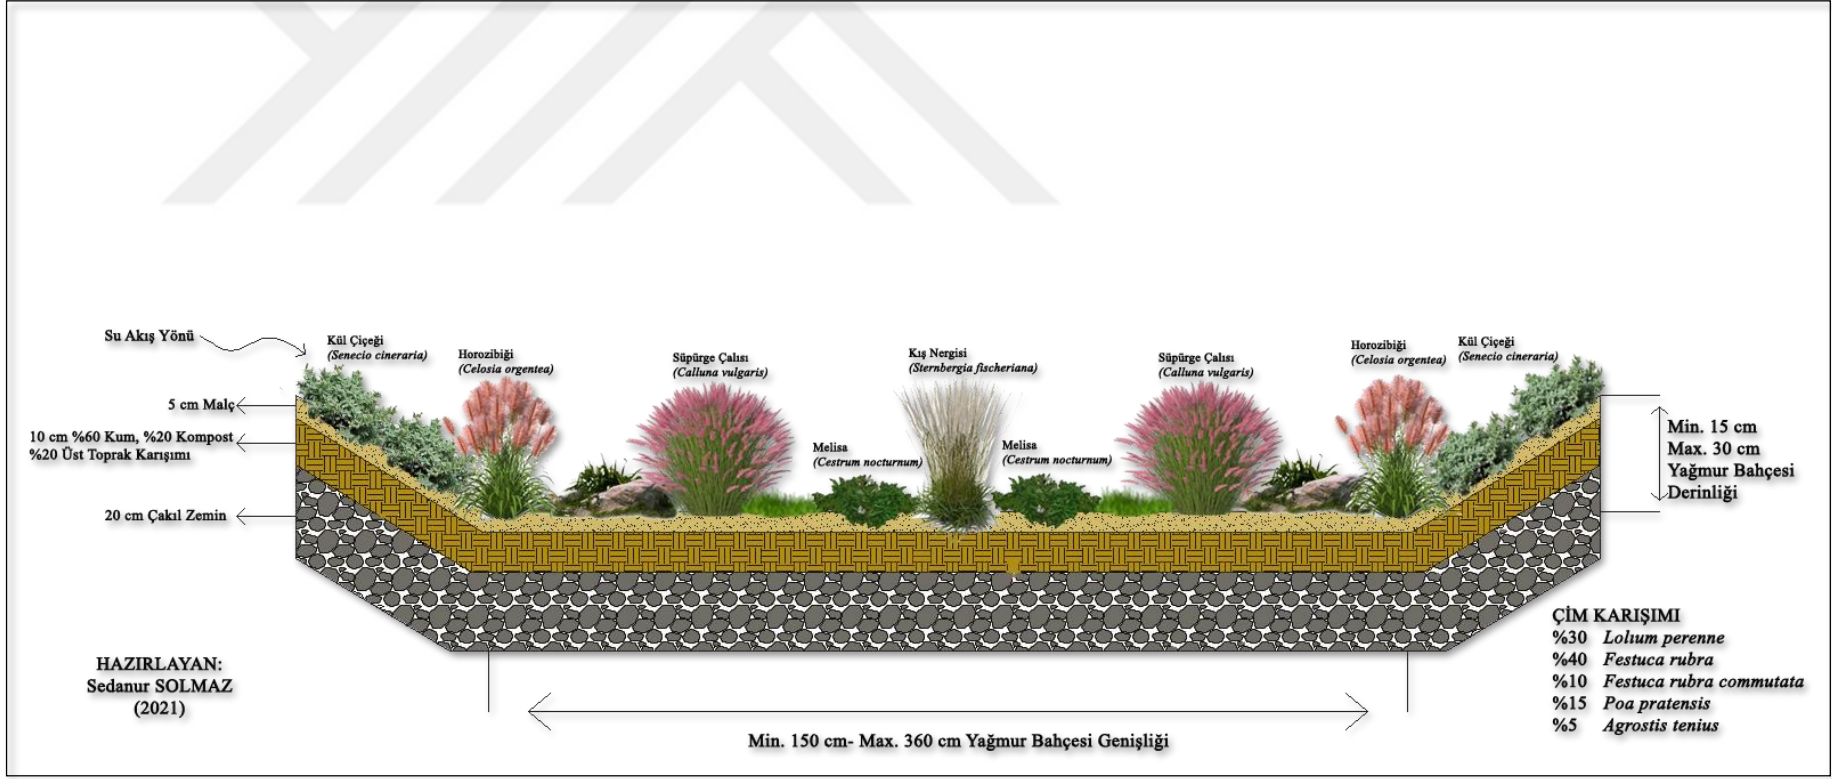 Su Akış Yönü
Kül Çiçeği
(Senecio cineraria)
Horozibiği
(Celosia orgentea)
Süpürge Çalısı
(Calluna vulgaris)
Kış Nergisi
(Sternbergia fischeriana)
Süpürge Çalısı
(Calluna vulgaris)
Horozibiği
(Celosia orgentea)
Kül Çiçeği
(Senecio cineraria)
5 cm Malç
10 cm %60 Kum, %20 Kompost
%20 Üst Toprak Karışımı
20 cm Çakıl Zemin
Melisa
(Cestrum nocturnum)
Melisa
(Cestrum nocturnum)
Min. 15 cm
Max. 30 cm
Yağmur Bahçesi
Derinliği
HAZIRLAYAN:
Sedanur SOLMAZ
(2021)
Min. 150 cm- Max. 360 cm Yağmur Bahçesi Genişliği
ÇİM KARIŞIMI
%30 Lolıum perenne
%40 Festuca rubra
%10 Festuca rubra commutata
%15 Poa pratensis
%5 Agrostis tenius